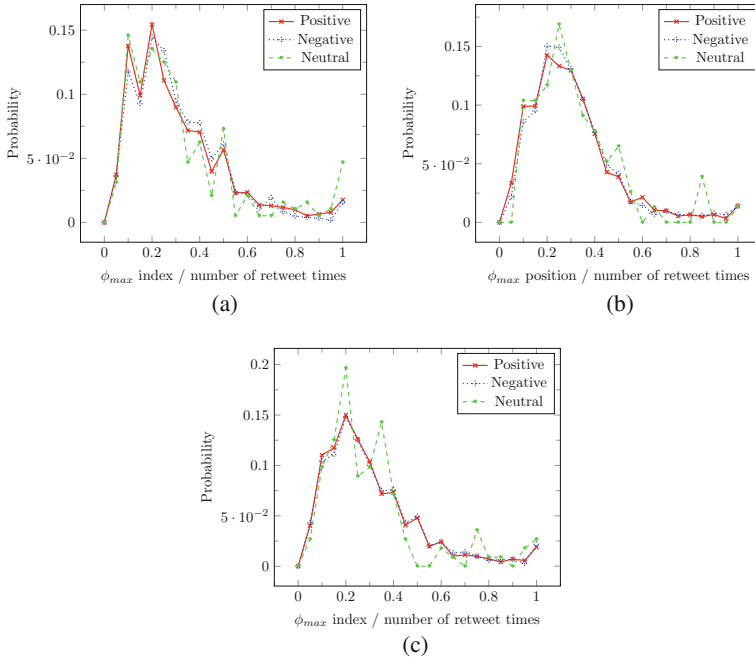 0.15
0.1
5 · 10⁻²
0
Probability
Positive
Negative
Neutral
0 0.2 0.4 0.6 0.8 1
ϕmax index / number of retweet times
(a)
0.15
0.1
5 · 10⁻²
0
Probability
Positive
Negative
Neutral
0 0.2 0.4 0.6 0.8 1
ϕmax position / number of retweet times
(b)
0.2
0.15
0.1
5 · 10⁻²
0
Probability
Positive
Negative
Neutral
0 0.2 0.4 0.6 0.8 1
ϕmax index / number of retweet times
(c)